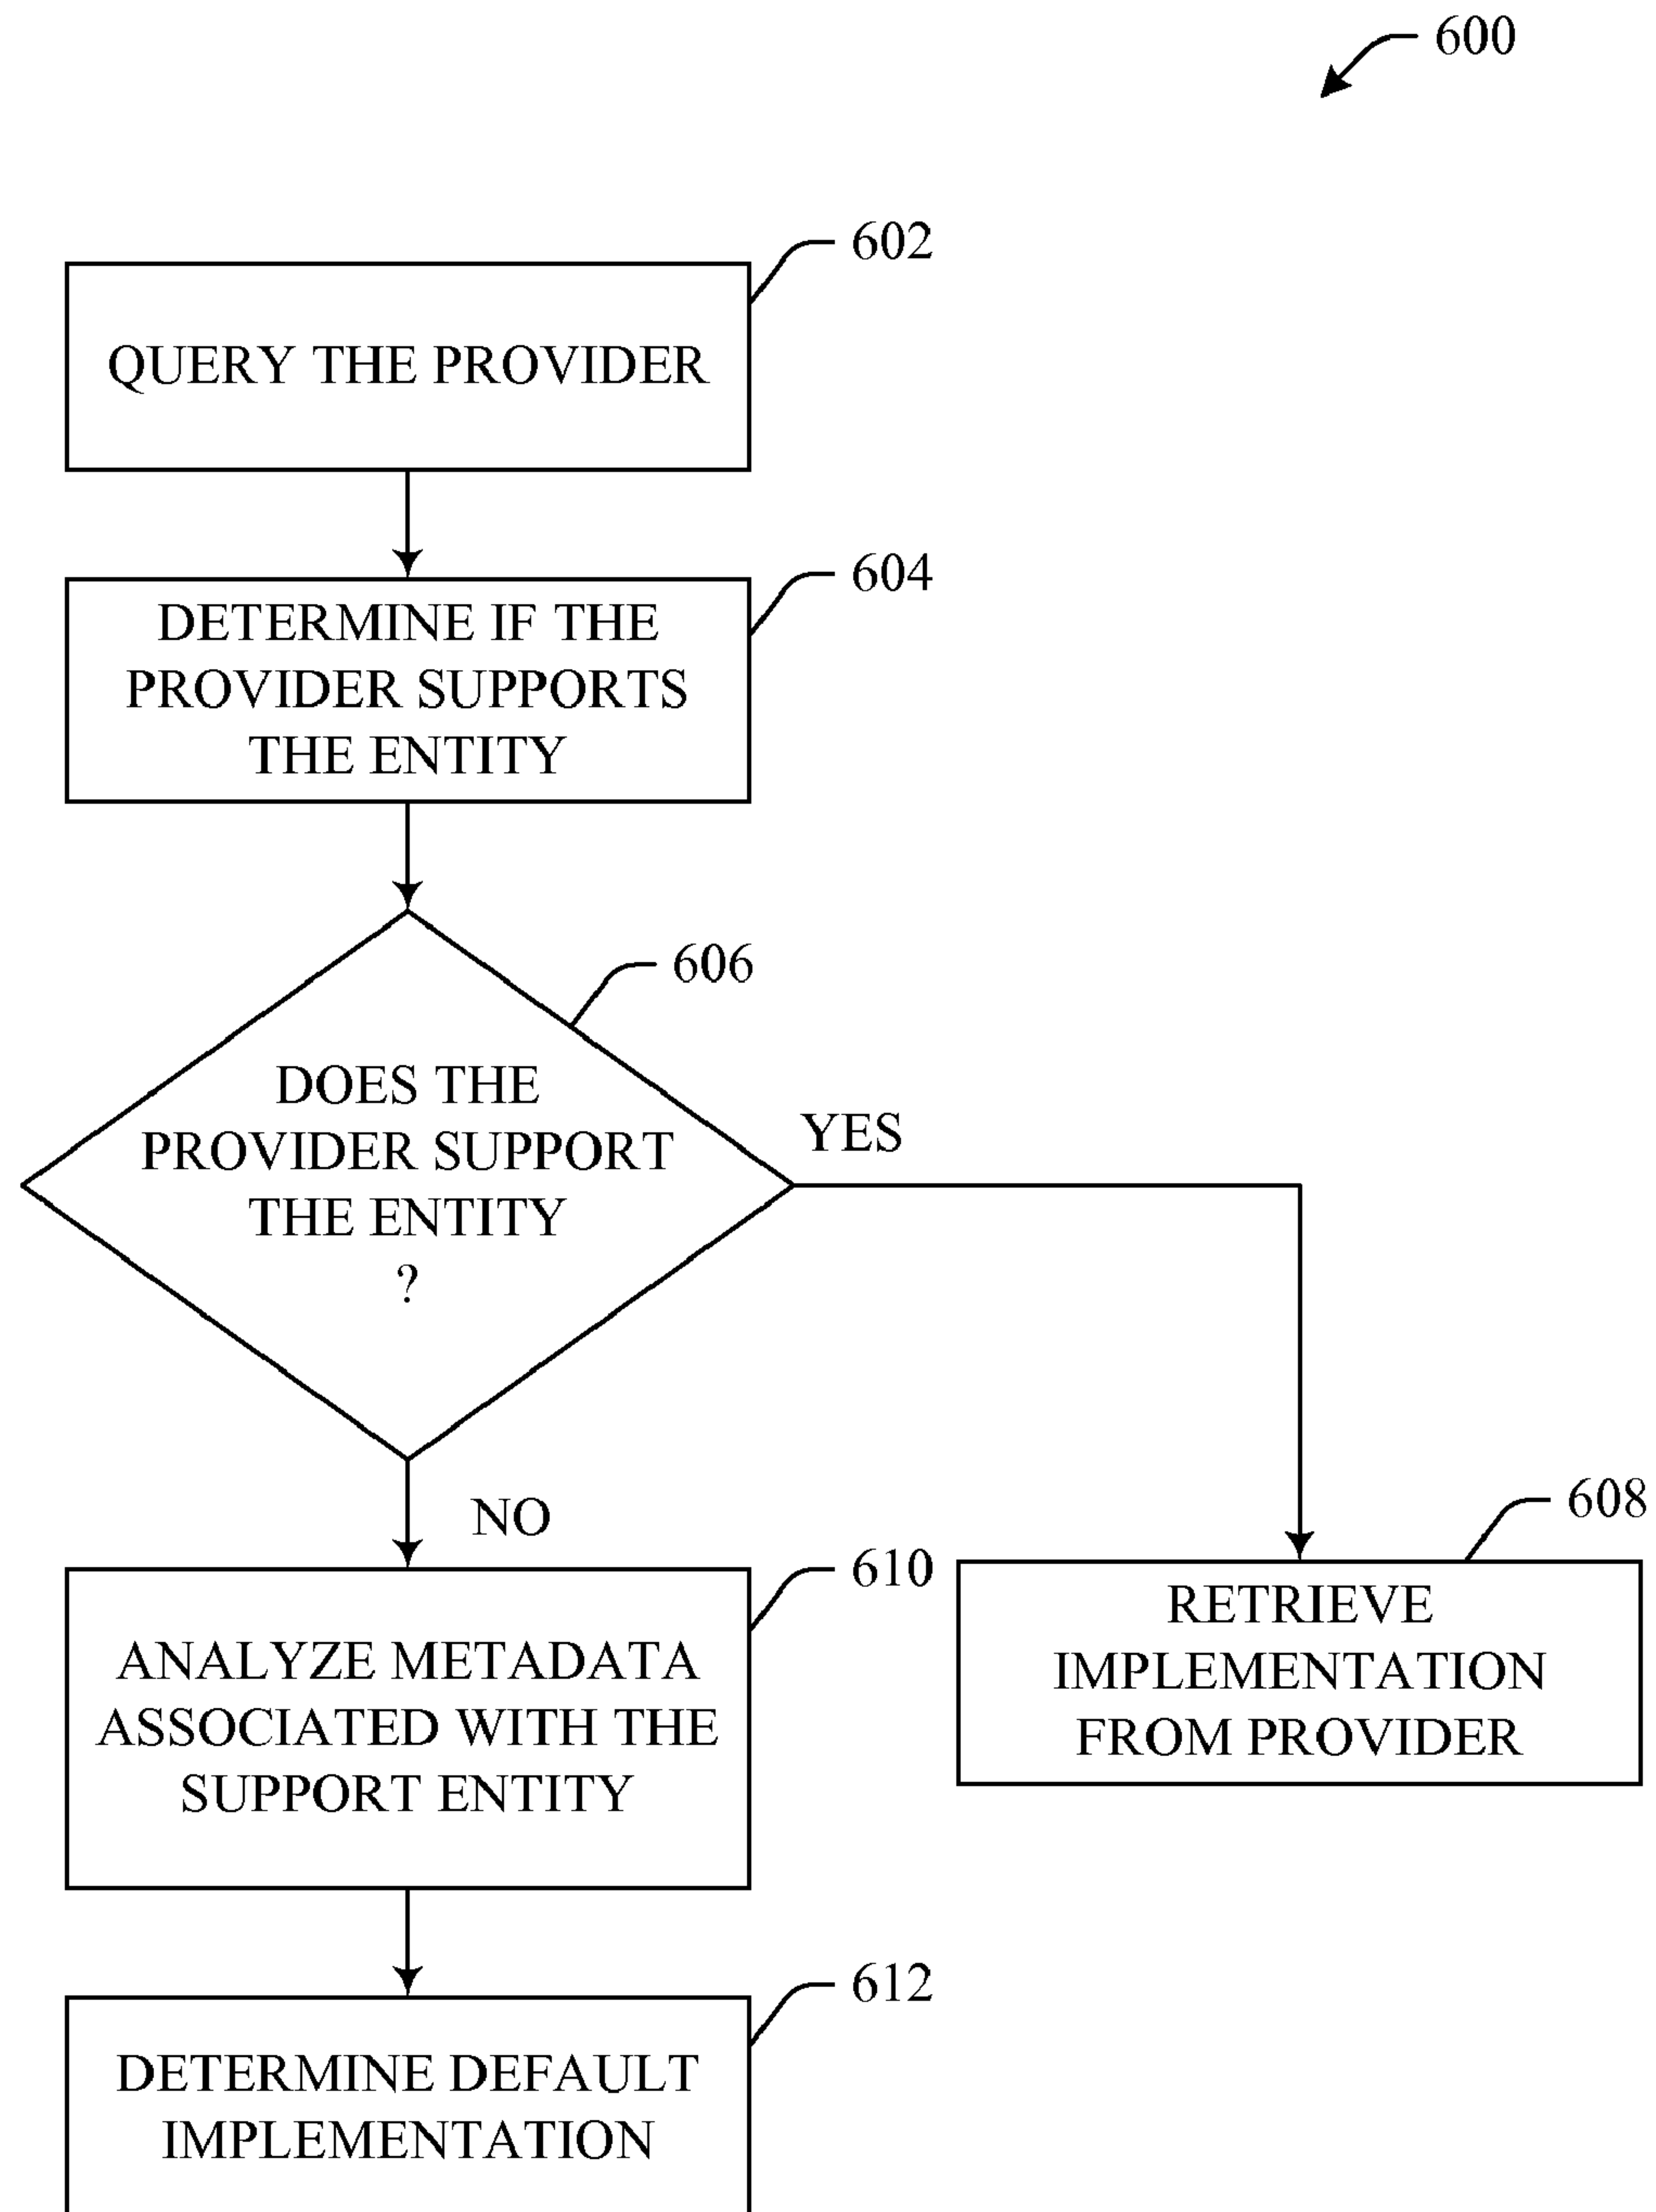 600
602
QUERY THE PROVIDER
604
DETERMINE IF THE
PROVIDER SUPPORTS
THE ENTITY
606
DOES THE
PROVIDER SUPPORT
THE ENTITY
?
YES
NO
608
RETRIEVE
IMPLEMENTATION
FROM PROVIDER
610
ANALYZE METADATA
ASSOCIATED WITH THE
SUPPORT ENTITY
612
DETERMINE DEFAULT
IMPLEMENTATION